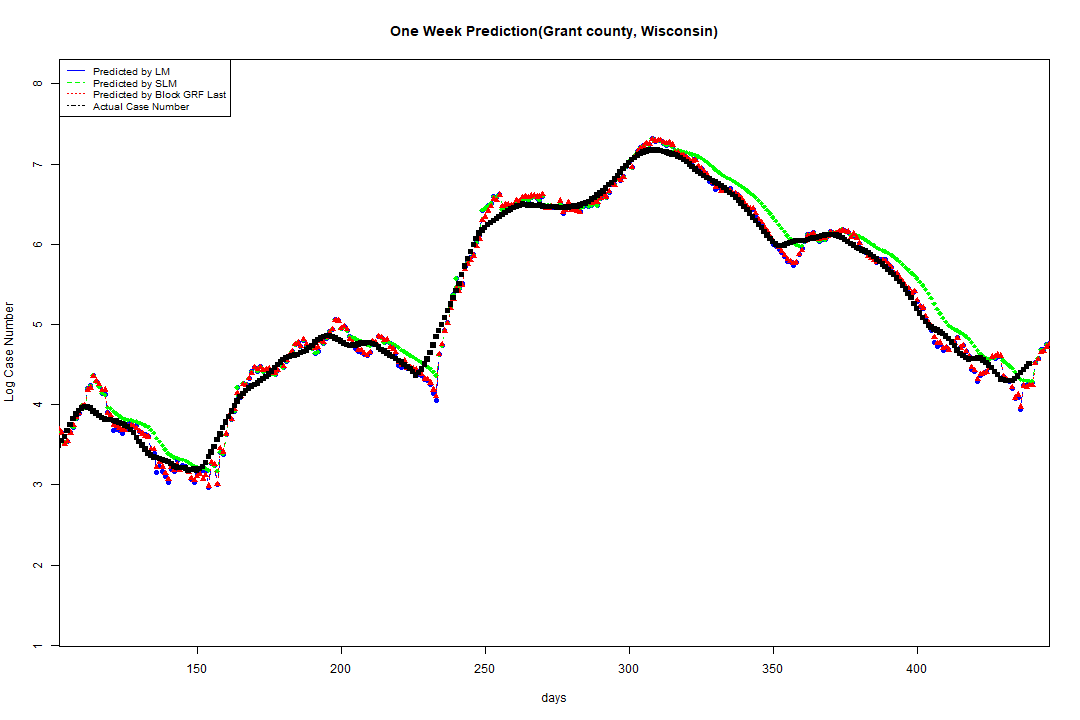 One Week Prediction(Grant county, Wisconsin)
Predicted by LM
Predicted by SLM
Predicted by Block GRF Last
Actual Case Number
8
7
6
5
4
3
2
1
Log Case Number
150 200 250 300 350 400
days